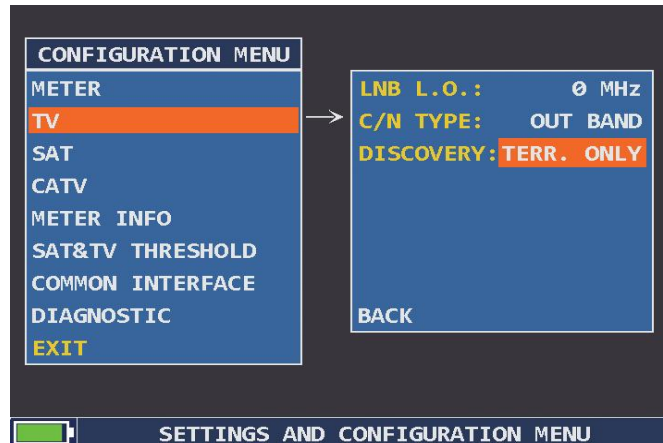 CONFIGURATION MENU
METER
TV
SAT
CATV
METER INFO
SAT&TV THRESHOLD
COMMON INTERFACE
DIAGNOSTIC
EXIT
LNB L.O.: 0 MHz
C/N TYPE: OUT BAND
DISCOVERY: TERR. ONLY
BACK
SETTINGS AND CONFIGURATION MENU